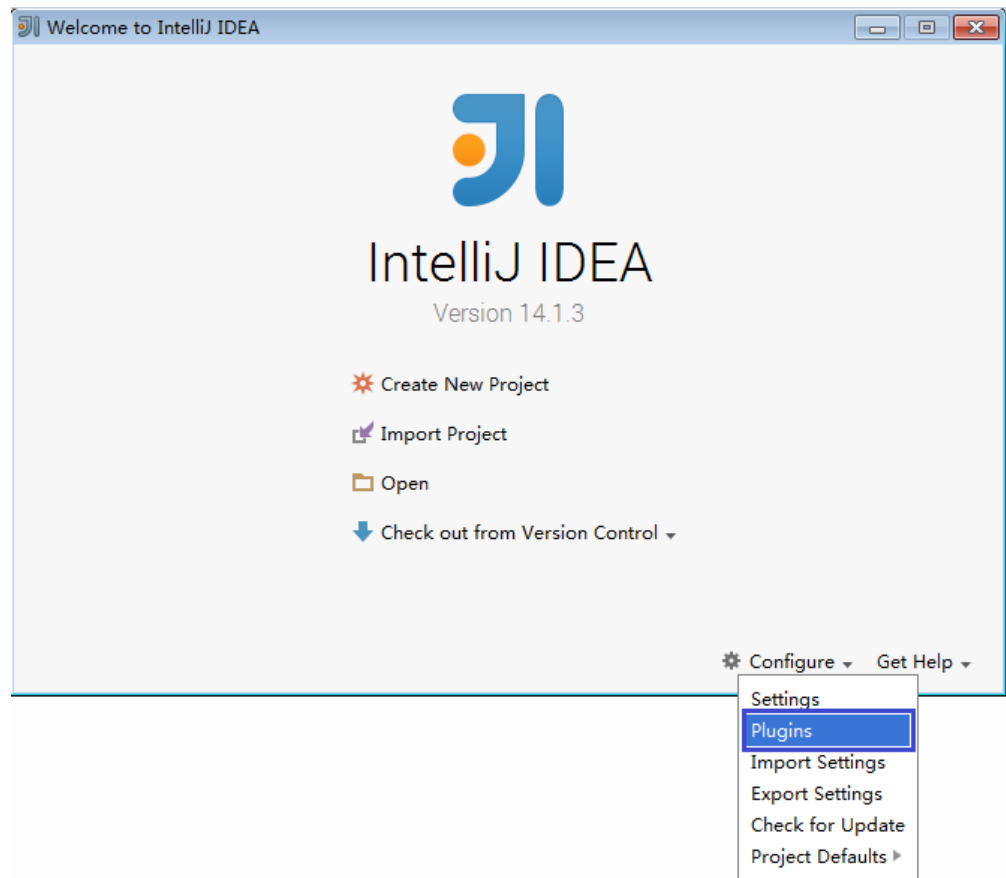 Welcome to IntelliJ IDEA
IntelliJ IDEA
Version 14.1.3
Create New Project
Import Project
Open
Check out from Version Control
Configure
Get Help
Settings
Plugins
Import Settings
Export Settings
Check for Update
Project Defaults